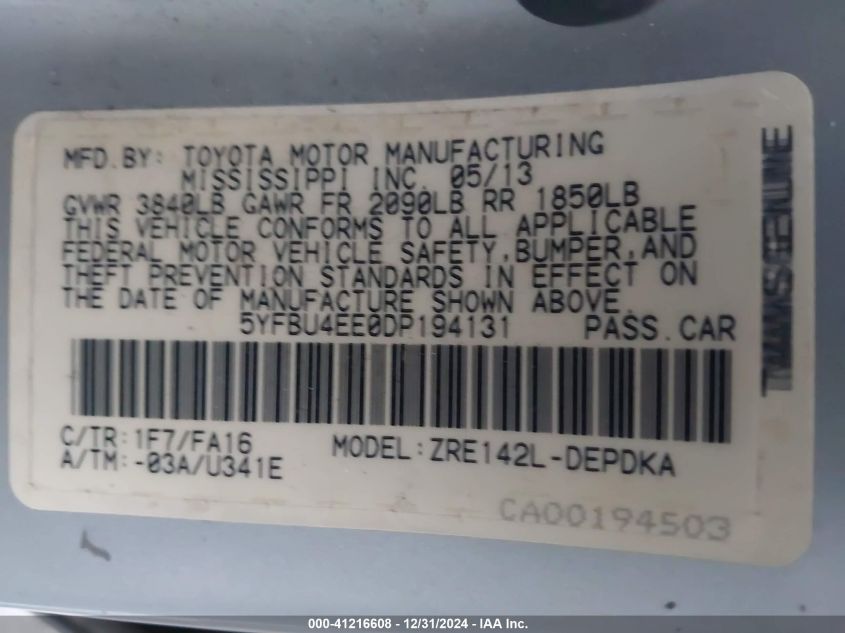 MFD.BY: TOYOTA MOTOR MANUFACTURING
MISSISSIPPI INC. 05/13
GVWR 3840LB GAWR FR 2090LB RR 1850LB
THIS VEHICLE CONFORMS TO ALL APPLICABLE
FEDERAL MOTOR VEHICLE SAFETY,BUMPER,AND
THEFT PREVENTION STANDARDS IN EFFECT ON
THE DATE OF MANUFACTURE SHOWN ABOVE.
5YFBU4EE0DP194131 PASS.CAR
C/TR:1F7/FA16 MODEL:ZRE142L-DEPDKA
A/TM:-03A/U341E
CA00194503
000-41216608 - 12/31/2024 - IAA Inc.